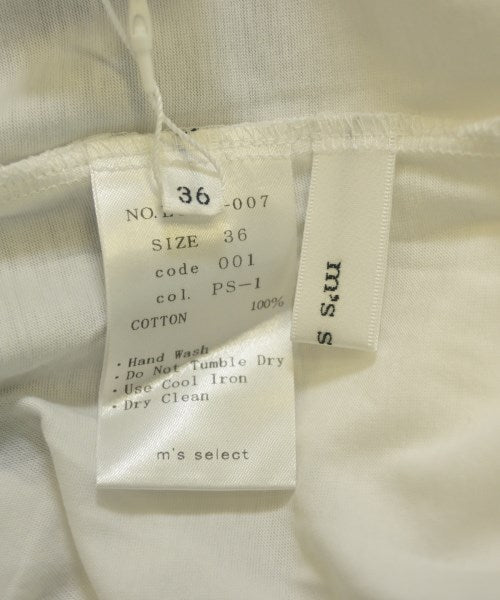 36
NO. -007
SIZE 36
code 001
col. PS-1
COTTON 100%
· Hand Wash
· Do Not Tumble Dry
· Use Cool Iron
· Dry Clean
m's select
m's s